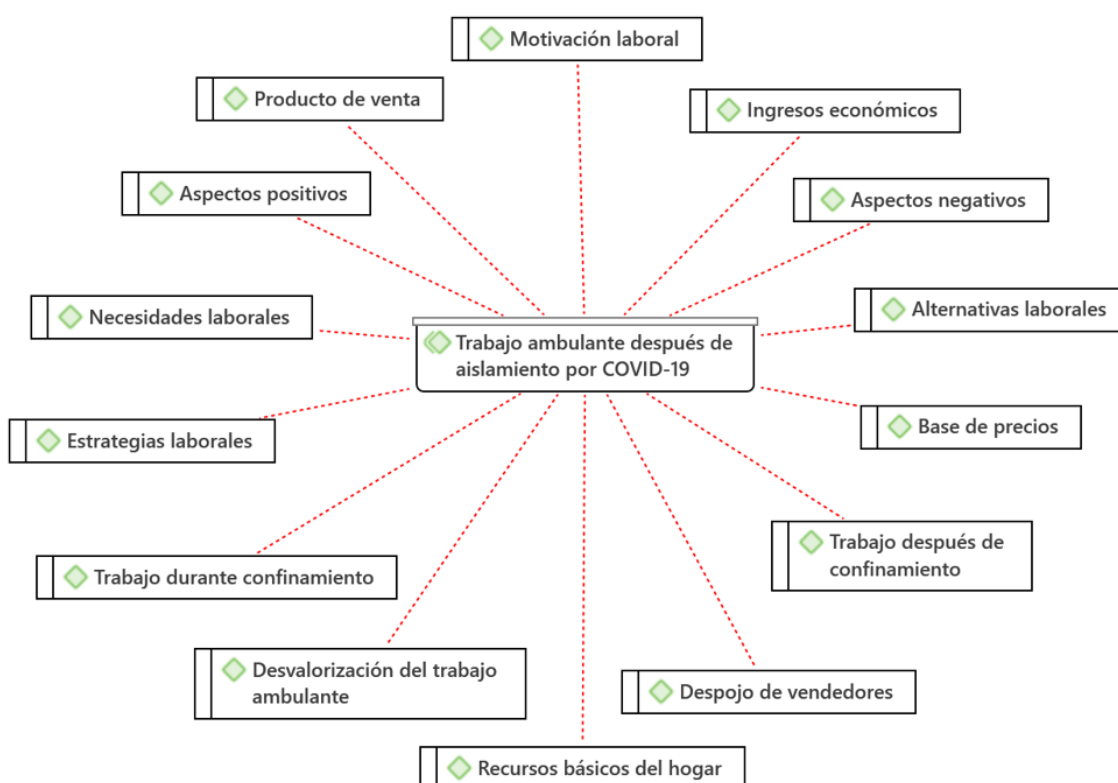 Motivación laboral
Producto de venta
Ingresos económicos
Aspectos positivos
Aspectos negativos
Necesidades laborales
Alternativas laborales
Trabajo ambulante después de
aislamiento por COVID-19
Estrategias laborales
Base de precios
Trabajo después de
confinamiento
Trabajo durante confinamiento
Desvalorización del trabajo
ambulante
Despojo de vendedores
Recursos básicos del hogar